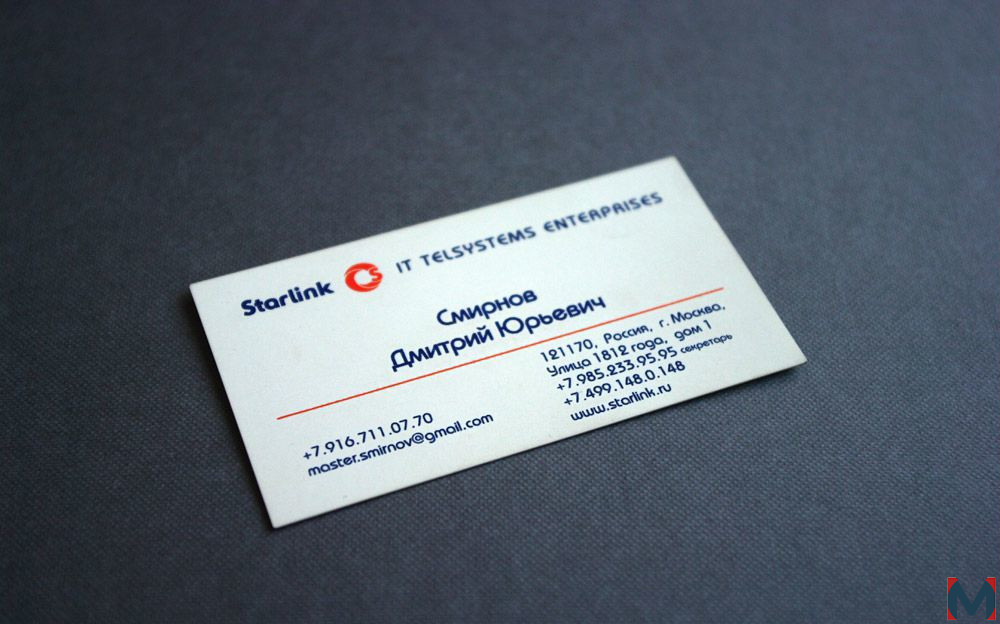 Starlink CS IT TELSYSTEMS ENTERPRISES
Смирнов
Дмитрий Юрьевич
+7.916.711.07.70
master.smirnov@gmail.com
121170, Россия, г. Москва,
Улица 1812 года, дом 1
+7.985.233.95.95 секретарь
+7.499.148.0.148
www.starlink.ru
M